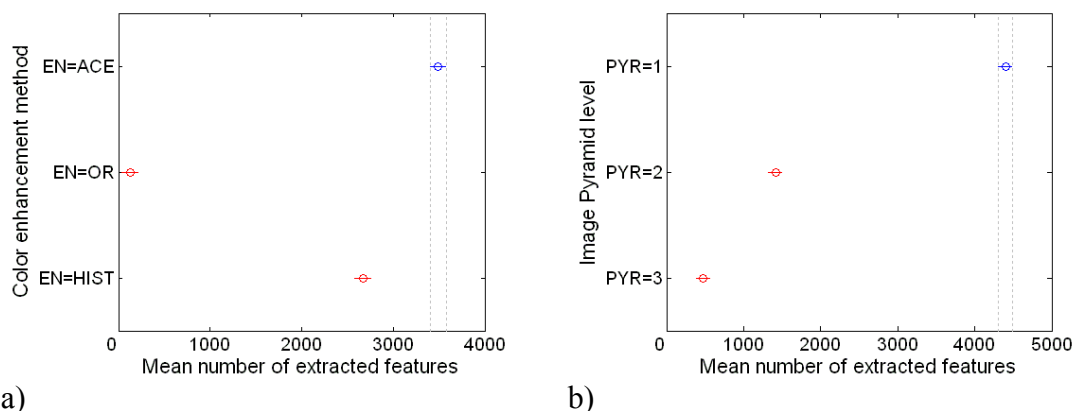 Color enhancement method
EN=ACE
EN=OR
EN=HIST
0 1000 2000 3000 4000
Mean number of extracted features
a)
Image Pyramid level
PYR=1
PYR=2
PYR=3
0 1000 2000 3000 4000 5000
Mean number of extracted features
b)